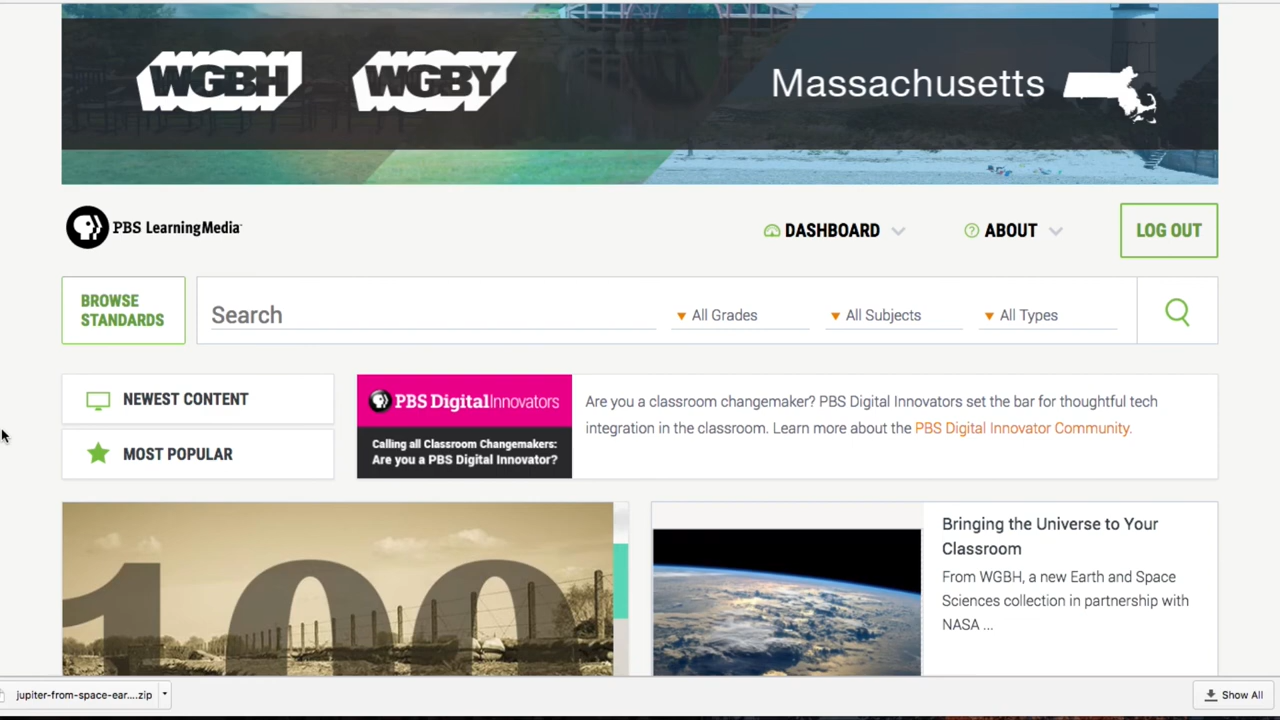 WGBH
WGBY
Massachusetts
PBS LearningMedia
DASHBOARD
ABOUT
LOG OUT
BROWSE
STANDARDS
Search
All Grades
All Subjects
All Types
NEWEST CONTENT
MOST POPULAR
PBS DigitalInnovators
Calling all Classroom Changemakers:
Are you a PBS Digital Innovator?
Are you a classroom changemaker? PBS Digital Innovators set the bar for thoughtful tech
integration in the classroom. Learn more about the PBS Digital Innovator Community.
100
Bringing the Universe to Your
Classroom
From WGBH, a new Earth and Space
Sciences collection in partnership with
NASA ...
jupiter-from-space-ear....zip
Show All